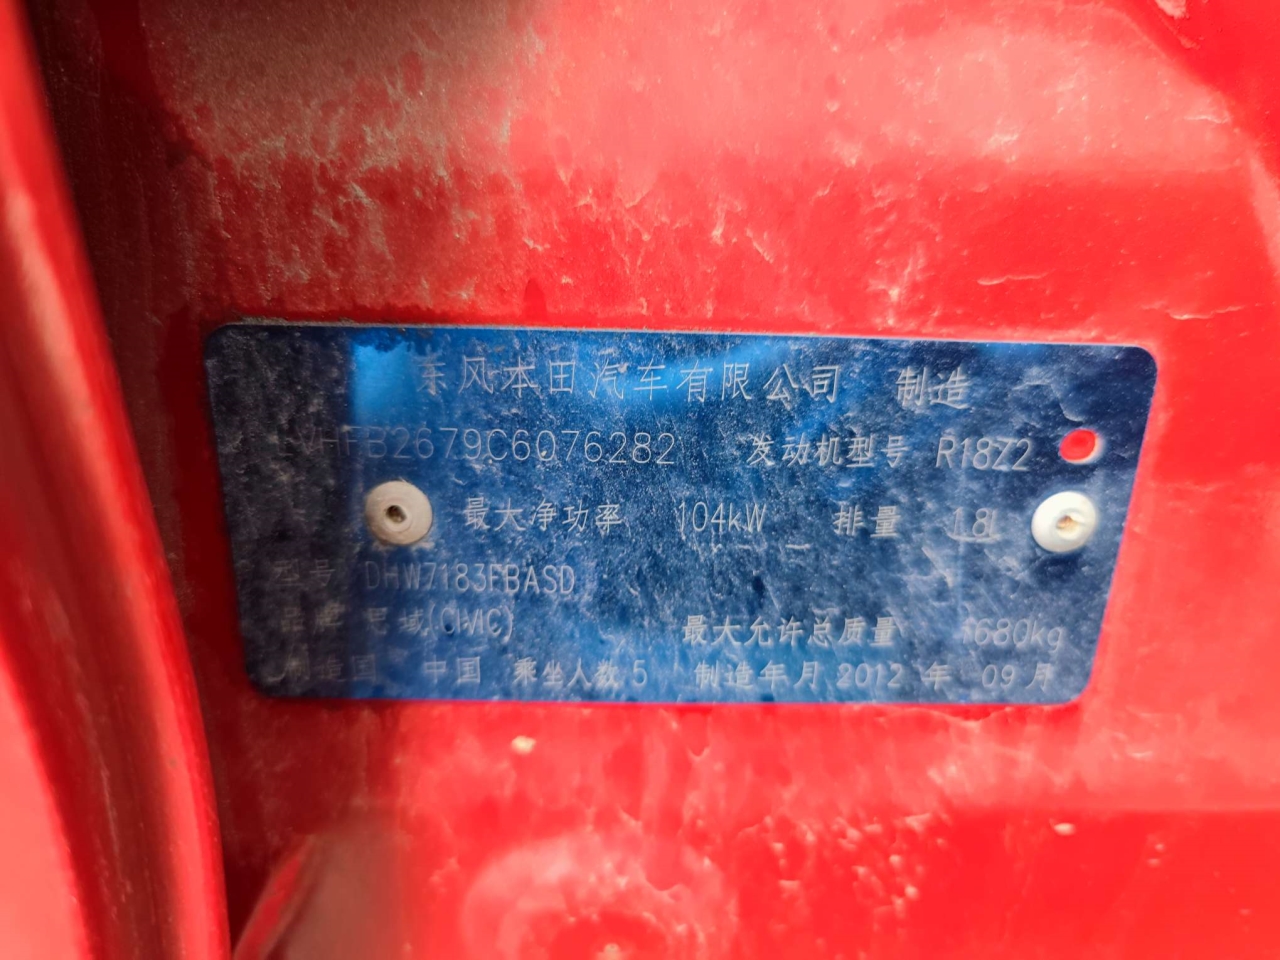 东风本田汽车有限公司 制造
LVHFB2679C6076282 发动机型号 R18Z2
最大净功率 104kW 排量 1.8L
型号 DHW7183FBASD
品牌 思域(CIVIC) 最大允许总质量 1680kg
制造国 中国 乘坐人数 5 制造年月 2012 年 09 月